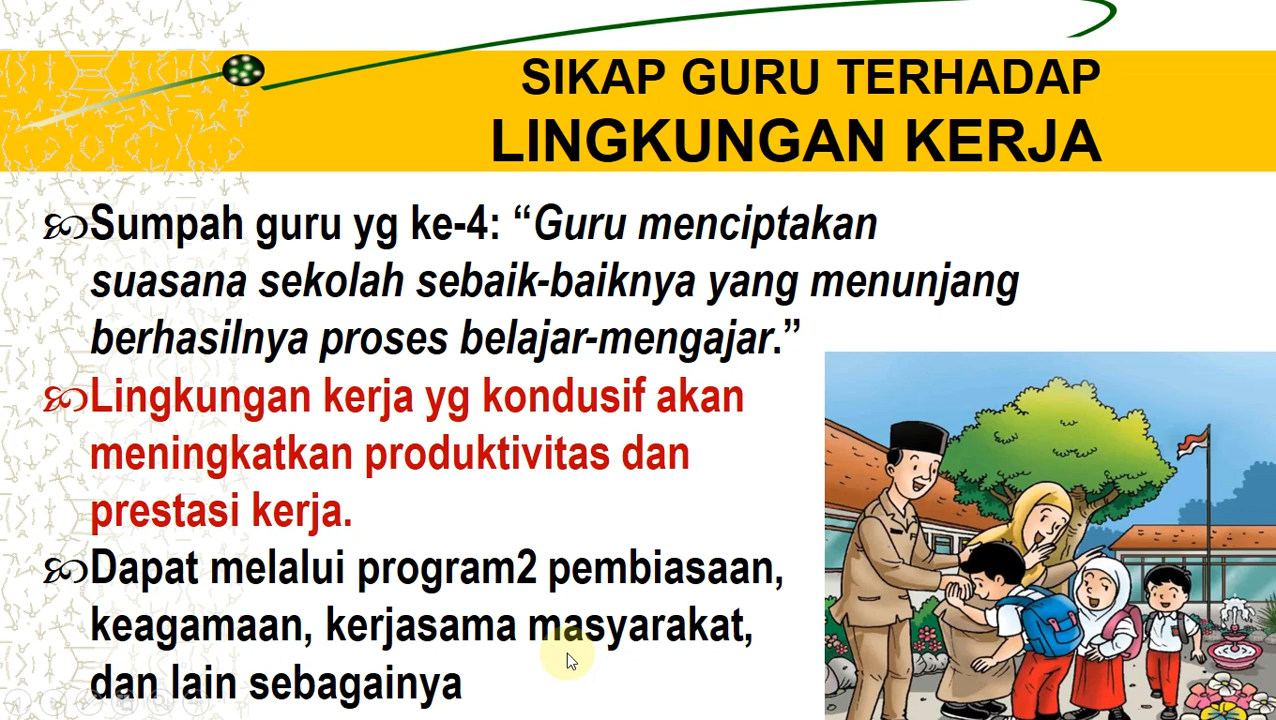 SIKAP GURU TERHADAP
LINGKUNGAN KERJA
Sumpah guru yg ke-4: “Guru menciptakan
suasana sekolah sebaik-baiknya yang menunjang
berhasilnya proses belajar-mengajar.”
Lingkungan kerja yg kondusif akan
meningkatkan produktivitas dan
prestasi kerja.
Dapat melalui program2 pembiasaan,
keagamaan, kerjasama masyarakat,
dan lain sebagainya